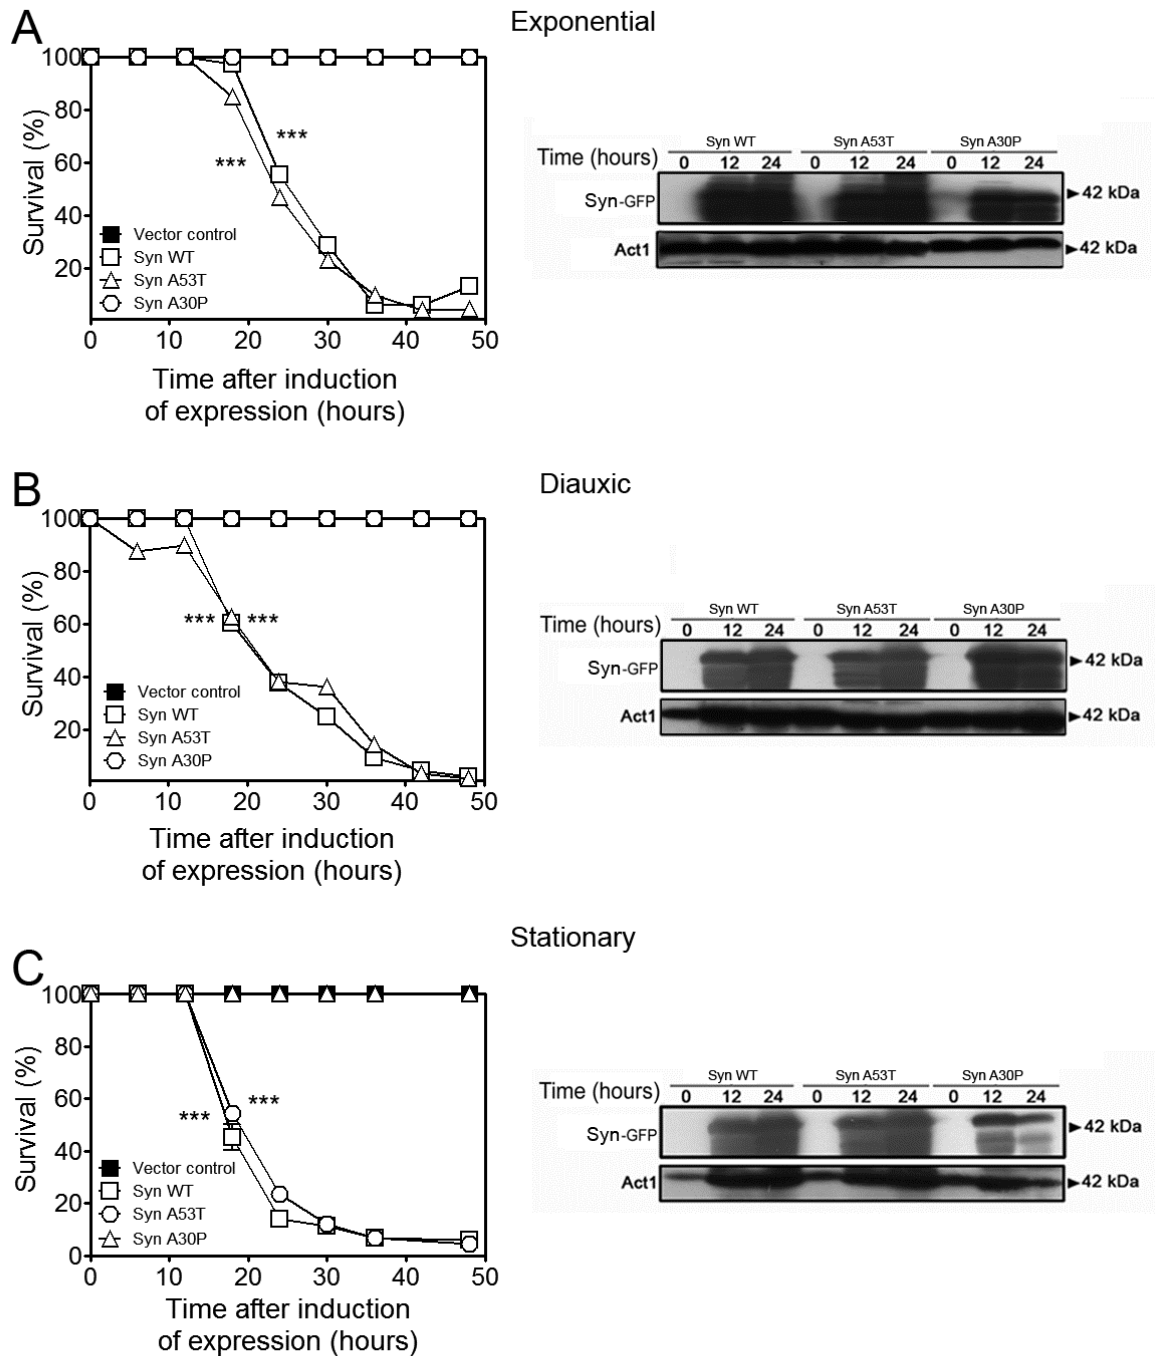 A
Exponential
Survival (%)
100
80
60
40
20
***
***
Vector control
Syn WT
Syn A53T
Syn A30P
0 10 20 30 40 50
Time after induction
of expression (hours)
Syn WT Syn A53T Syn A30P
Time (hours) 0 12 24 0 12 24 0 12 24
Syn-GFP 42 kDa
Act1 42 kDa
B
Diauxic
Survival (%)
100
80
60
40
20
*** ***
Vector control
Syn WT
Syn A53T
Syn A30P
0 10 20 30 40 50
Time after induction
of expression (hours)
Syn WT Syn A53T Syn A30P
Time (hours) 0 12 24 0 12 24 0 12 24
Syn-GFP 42 kDa
Act1 42 kDa
C
Stationary
Survival (%)
100
80
60
40
20
0
***
***
Vector control
Syn WT
Syn A53T
Syn A30P
0 10 20 30 40 50
Time after induction
of expression (hours)
Syn WT Syn A53T Syn A30P
Time (hours) 0 12 24 0 12 24 0 12 24
Syn-GFP 42 kDa
Act1 42 kDa